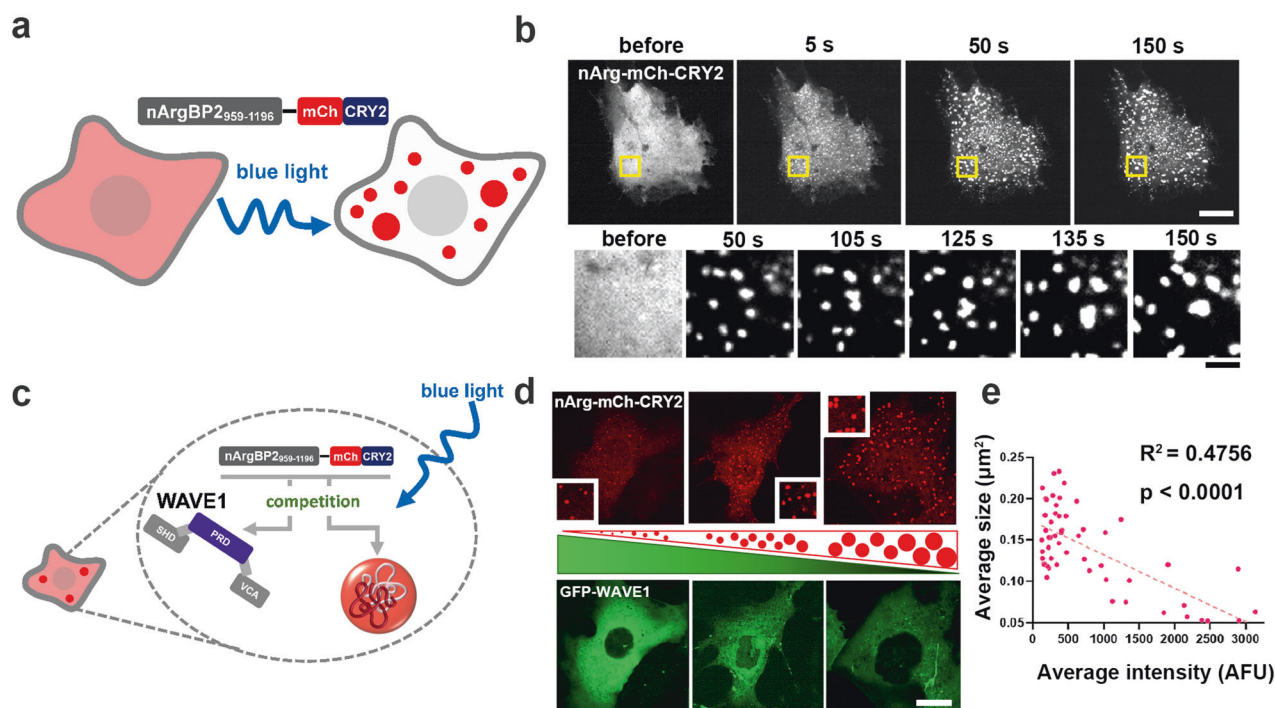 a
nArgBP2959-1196
mCh
CRY2
blue light
b
before
5 s
50 s
150 s
nArg-mCh-CRY2
before
50 s
105 s
125 s
135 s
150 s
c
blue light
nArgBP2959-1196
mCh
CRY2
competition
WAVE1
SHD
PRD
VCA
d
nArg-mCh-CRY2
GFP-WAVE1
e
R² = 0.4756
p < 0.0001
Average size (µm²)
0.25
0.20
0.15
0.10
0.05
0 500 1000 1500 2000 2500 3000
Average intensity (AFU)